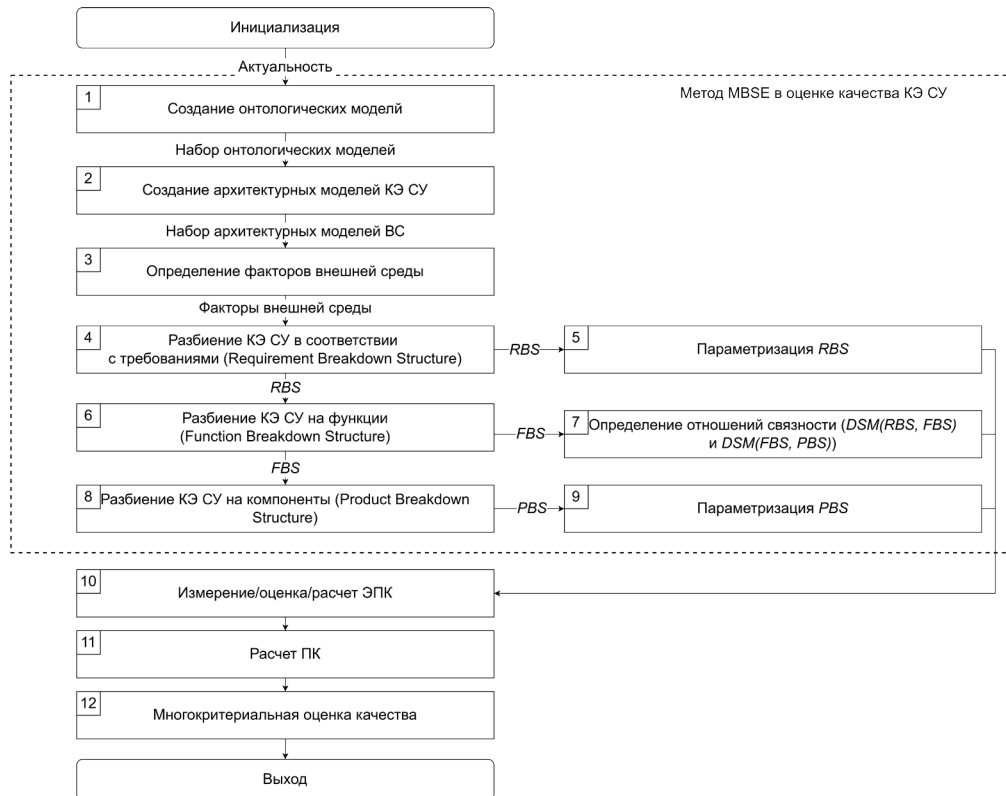 Инициализация
Актуальность
Метод MBSE в оценке качества КЭ СУ
1
Создание онтологических моделй
Набор онтологических моделей
2
Создание архитектурных моделей КЭ СУ
Набор архитектурных моделей ВС
3
Определение факторов внешней среды
Факторы внешней среды
4
Разбиение КЭ СУ в соответствии
с требованиями (Requirement Breakdown Structure)
RBS
5
Параметризация RBS
RBS
6
Разбиение КЭ СУ на функции
(Function Breakdown Structure)
FBS
7
Определение отношений связности (DSM(RBS, FBS)
и DSM(FBS, PBS))
FBS
8
Разбиение КЭ СУ на компоненты (Product Breakdown
Structure)
PBS
9
Параметризация PBS
10
Измерение/оценка/расчет ЭПК
11
Расчет ПК
12
Многокритериальная оценка качества
Выход